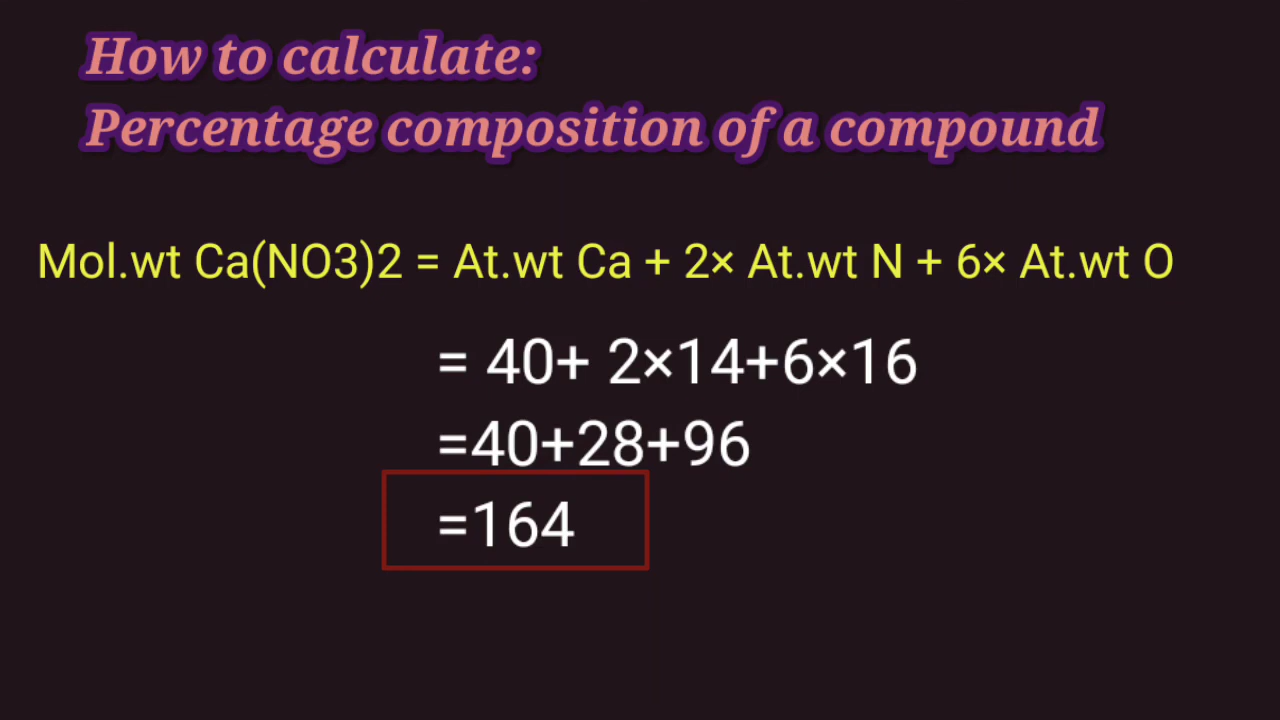 How to calculate:
Percentage composition of a compound
Mol.wt Ca(NO3)2 = At.wt Ca + 2× At.wt N + 6× At.wt O
= 40+ 2×14+6×16
=40+28+96
=164